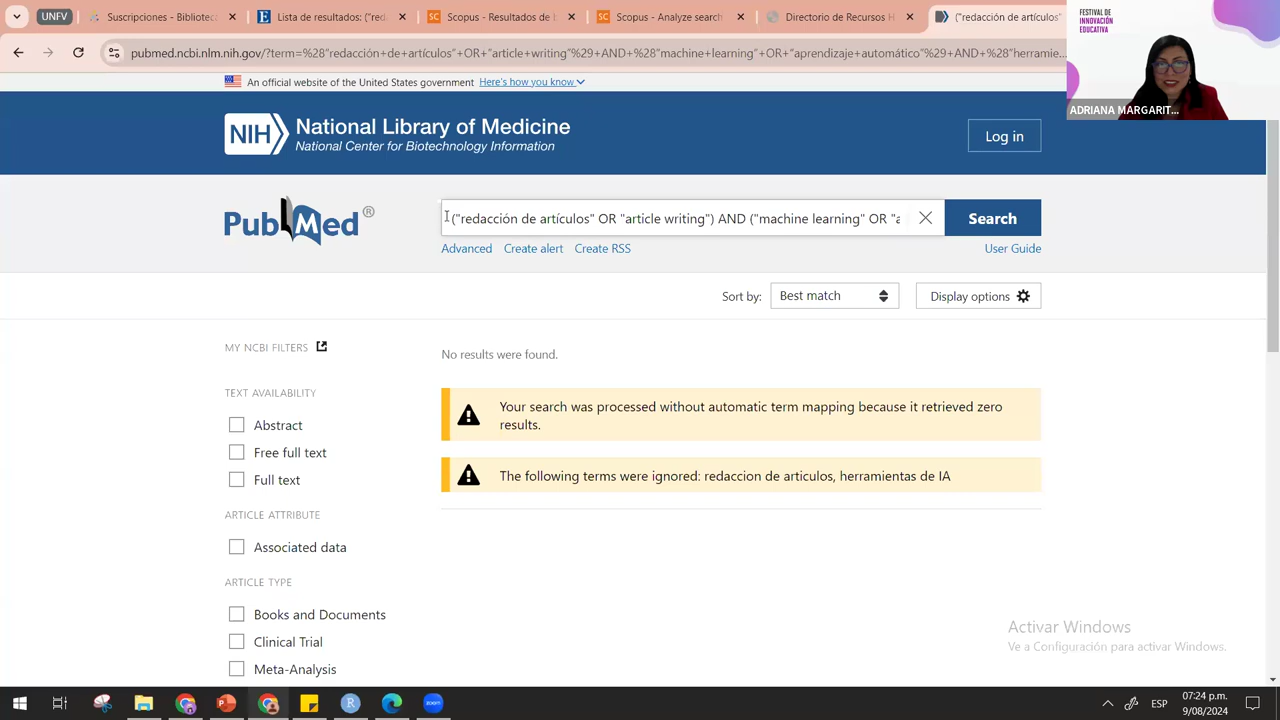 UNFV
Suscripciones - Bibliotec
Lista de resultados: ("redacció
Scopus - Resultados de l
Scopus - Analyze search
Directorio de Recursos H
("redacción de artículos"
pubmed.ncbi.nlm.nih.gov/?term=%28"redacción+de+artículos"+OR+"article+writing"%29+AND+%28"machine+learning"+OR+"aprendizaje+automático"%29+AND+%28"herramie...
FESTIVAL DE
INNOVACIÓN
EDUCATIVA
ADRIANA MARGARIT...
An official website of the United States government Here's how you know
NIH National Library of Medicine
National Center for Biotechnology Information
Log in
PubMed®
("redacción de artículos" OR "article writing") AND ("machine learning" OR "a
Search
Advanced Create alert Create RSS
User Guide
Sort by: Best match
Display options
MY NCBI FILTERS
No results were found.
TEXT AVAILABILITY
Abstract
Free full text
Full text
Your search was processed without automatic term mapping because it retrieved zero
results.
The following terms were ignored: redaccion de articulos, herramientas de IA
ARTICLE ATTRIBUTE
Associated data
ARTICLE TYPE
Books and Documents
Clinical Trial
Meta-Analysis
Activar Windows
Ve a Configuración para activar Windows.
zoom
ESP
07:24 p.m.
9/08/2024